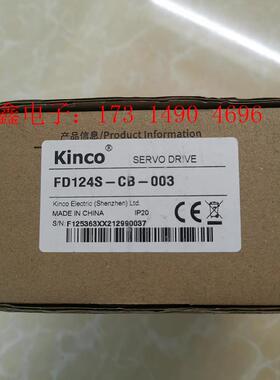 鑫电子：173 1490 4696
产品信息/Product Information
Kinco SERVO DRIVE
FD124S-CB-003
Kinco Electric (Shenzhen) Ltd.
MADE IN CHINA IP20
S/N: F125363XX212990037
CE